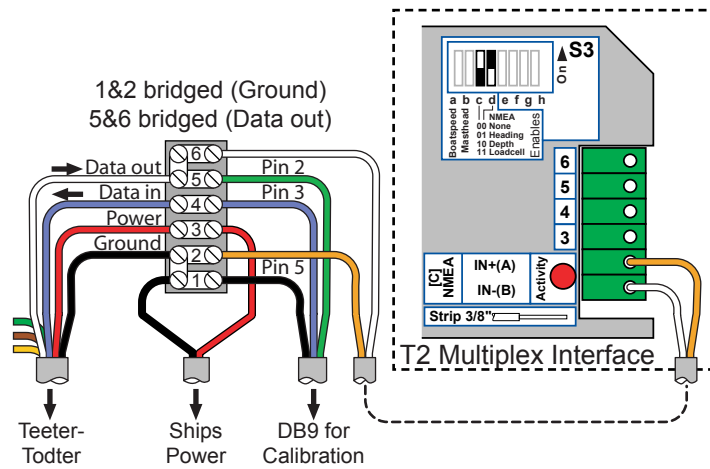 1&2 bridged (Ground)
5&6 bridged (Data out)
Data out
Data in
Power
Ground
6
5
4
3
2
1
Pin 2
Pin 3
Pin 5
Teeter-
Todter
Ships
Power
DB9 for
Calibration
S3
On
a b c d e f g h
Boatspeed
Masthead
NMEA
00 None
01 Heading
10 Depth
11 Loadcell
Enables
6
5
4
3
[C]
NMEA
IN+(A)
IN-(B)
Activity
Strip 3/8"
T2 Multiplex Interface